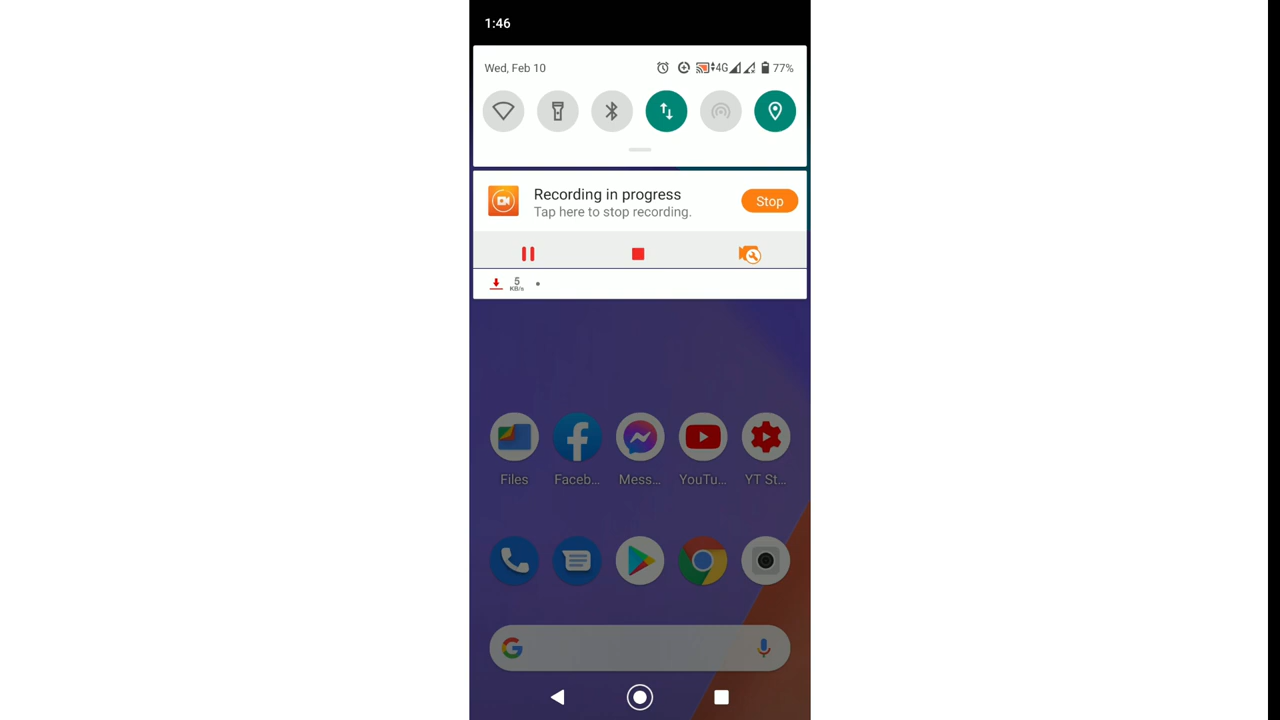 1:46
Wed, Feb 10
4G 77%
Recording in progress
Tap here to stop recording.
Stop
5
KB/s
Files Faceb... Mess... YouTu... YT St...